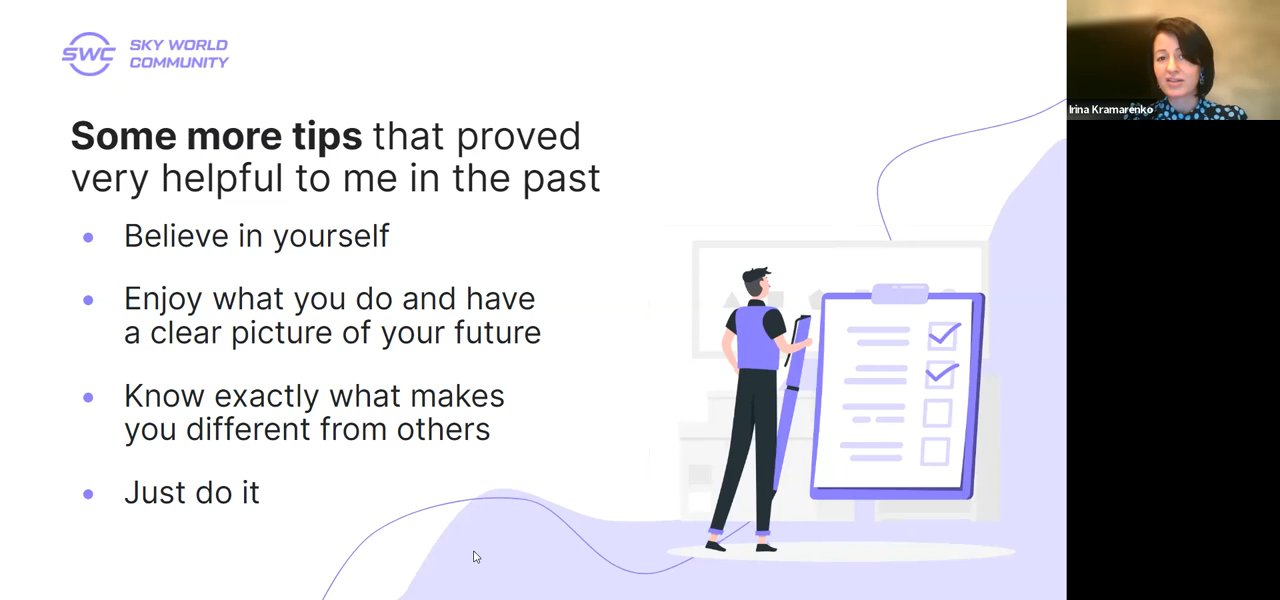 SWC
SKY WORLD
COMMUNITY
Irina Kramarenko
Some more tips that proved
very helpful to me in the past
Believe in yourself
Enjoy what you do and have
a clear picture of your future
Know exactly what makes
you different from others
Just do it